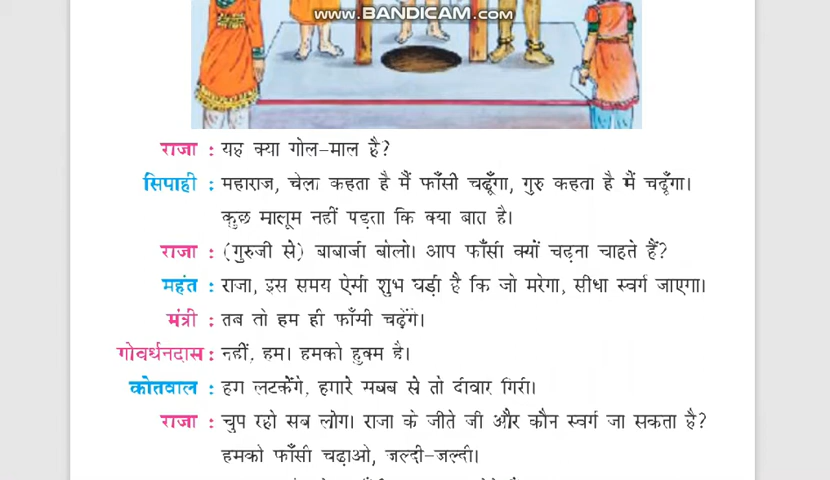 www.BANDICAM.com
राजा : यह क्या गोल-माल है?
सिपाही : महाराज, चेला कहता है मैं फाँसी चढ़ूँगा, गुरु कहता है मैं चढ़ूँगा।
कुछ मालूम नहीं पड़ता कि क्या बात है।
राजा : (गुरुजी से) बाबाजी बोलो। आप फाँसी क्यों चढ़ना चाहते हैं?
महंत : राजा, इस समय ऐसी शुभ घड़ी है कि जो मरेगा, सीधा स्वर्ग जाएगा।
मंत्री : तब तो हम ही फाँसी चढ़ेंगे।
गोवर्धनदास : नहीं, हम। हमको हुक्म है।
कोतवाल : हम लटकेंगे, हमारे सबब से तो दीवार गिरी।
राजा : चुप रहो सब लोग। राजा के जीते जी और कौन स्वर्ग जा सकता है?
हमको फाँसी चढ़ाओ, जल्दी-जल्दी।